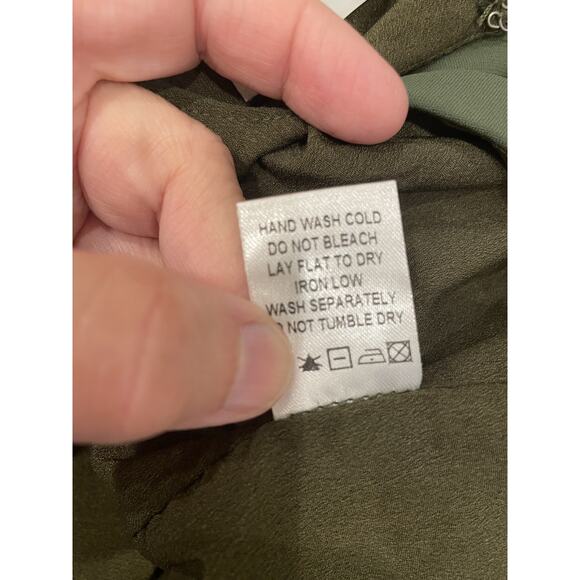 HAND WASH COLD
DO NOT BLEACH
LAY FLAT TO DRY
IRON LOW
WASH SEPARATELY
NOT TUMBLE DRY